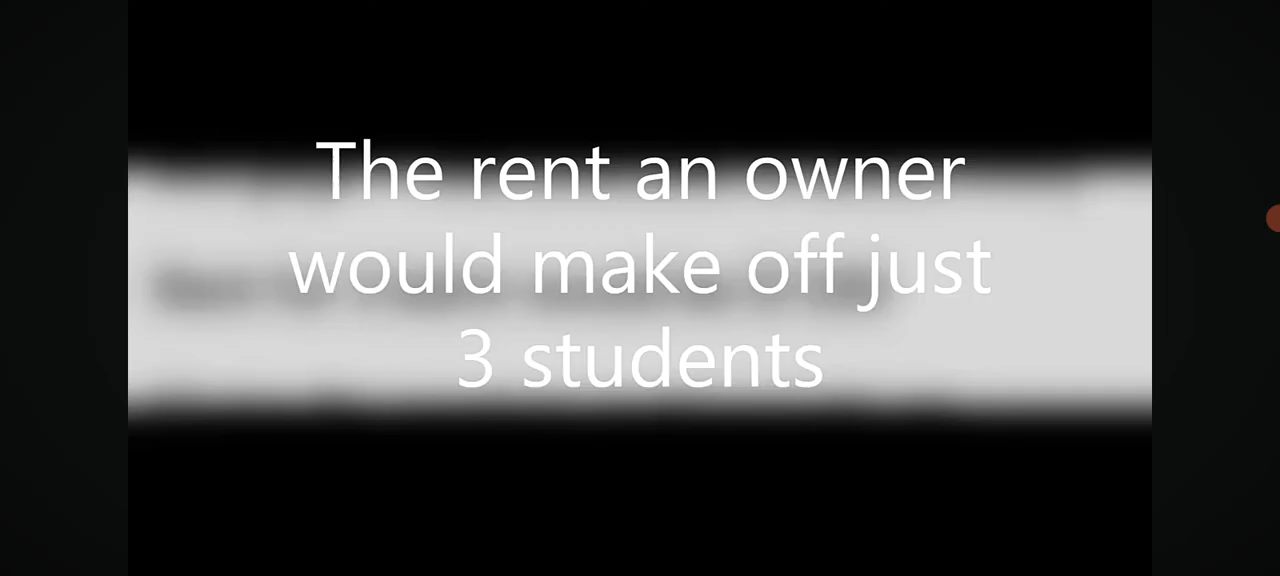 The rent an owner
would make off just
3 students